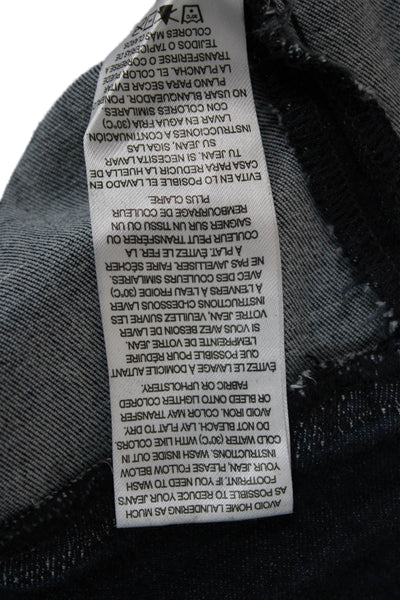 AVOID HOME LAUNDERING AS MUCH
AS POSSIBLE TO REDUCE YOUR JEAN'S
FOOTPRINT, IF YOU NEED TO WASH
YOUR JEAN, PLEASE FOLLOW BELOW
INSTRUCTIONS. WASH INSIDE OUT IN
COLD WATER (30°C) WITH LIKE COLORS.
DO NOT BLEACH, LAY FLAT TO DRY.
AVOID IRON. COLOR MAY TRANSFER
OR BLEED ONTO LIGHTER COLORED
FABRIC OR UPHOLSTERY.
ÉVITEZ LE LAVAGE À DOMICILE AUTANT
QUE POSSIBLE POUR RÉDUIRE
L'EMPREINTE DE VOTRE JEAN.
SI VOUS AVEZ BESOIN DE LAVER
VOTRE JEAN, VEUILLEZ SUIVRE LES
INSTRUCTIONS CI-DESSOUS. LAVER
À L'ENVERS À L'EAU FROIDE (30°C)
AVEC DES COULEURS SIMILAIRES.
NE PAS JAVELLISER, FAIRE SÉCHER
À PLAT. ÉVITEZ LE FER. LA
COULEUR PEUT TRANSFÉRER OU
SAIGNER SUR UN TISSU OU UN
REMBOURRAGE DE COULEUR
PLUS CLAIRE.
EVITA EN LO POSIBLE EL LAVADO EN
CASA PARA REDUCIR LA HUELLA DE
TU JEAN. SI NECESITA LAVAR
SU JEAN, SIGA LAS
INSTRUCCIONES A CONTINUACIÓN.
LAVAR EN AGUA FRIA (30°C)
CON COLORES SIMILARES.
NO USAR BLANQUEADOR, PONER
PLANO PARA SECAR EVITAR
LA PLANCHA. EL COLOR PUEDE
TRANSFERIRSE O CORRERSE A
TEJIDOS O TAPICERÍA DE
COLORES MÁS CLAROS.